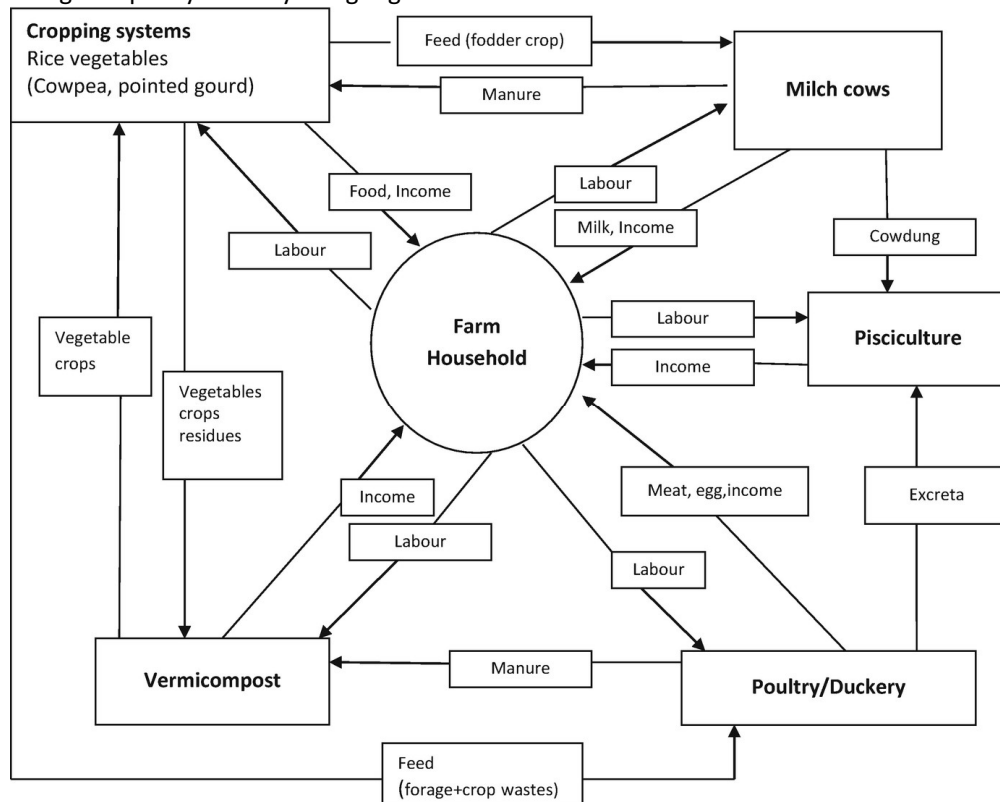 Cropping systems
Rice vegetables
(Cowpea, pointed gourd)
Feed (fodder crop)
Manure
Milch cows
Labour
Food, Income
Milk, Income
Labour
Cowdung
Labour
Farm
Household
Pisciculture
Income
Vegetable
crops
Vegetables
crops
residues
Income
Meat, egg,income
Excreta
Labour
Labour
Vermicompost
Manure
Poultry/Duckery
Feed
(forage+crop wastes)